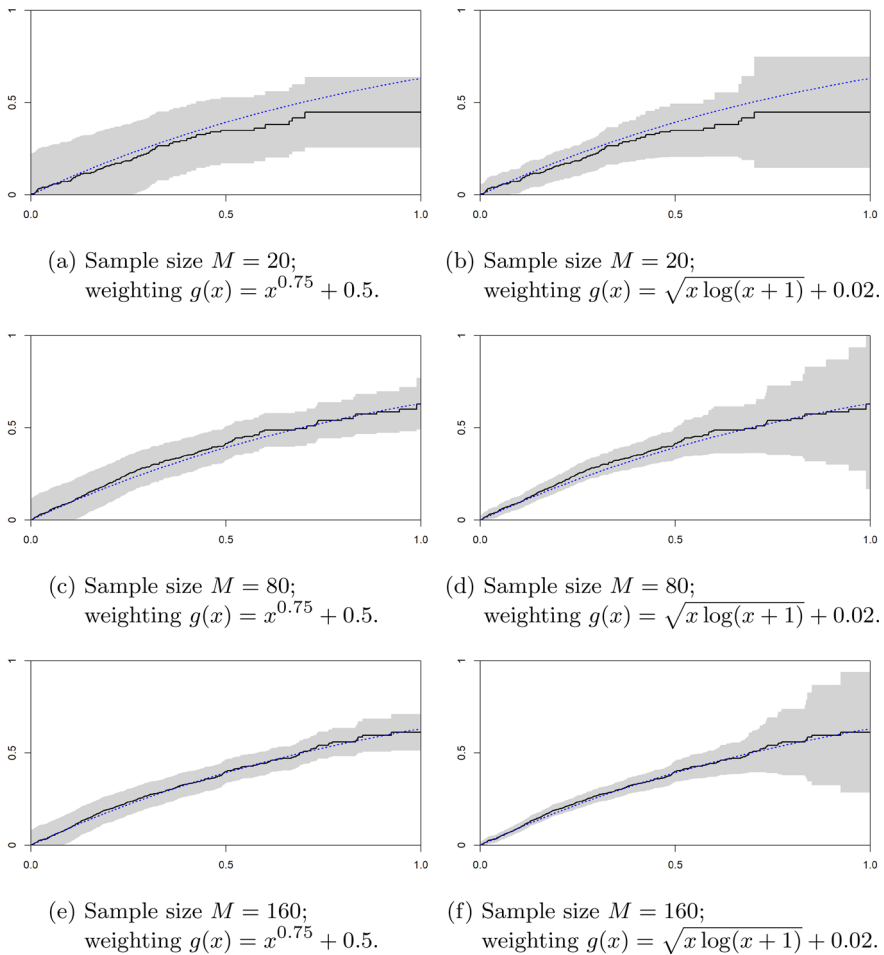 1
1
0.5
0.5
0
0
0.0 0.5 1.0
0.0 0.5 1.0
(a) Sample size M = 20;
weighting g(x) = x^0.75 + 0.5.
(b) Sample size M = 20;
weighting g(x) = √(x log(x + 1)) + 0.02.
1
1
0.5
0.5
0
0
0.0 0.5 1.0
0.0 0.5 1.0
(c) Sample size M = 80;
weighting g(x) = x^0.75 + 0.5.
(d) Sample size M = 80;
weighting g(x) = √(x log(x + 1)) + 0.02.
1
1
0.5
0.5
0
0
0.0 0.5 1.0
0.0 0.5 1.0
(e) Sample size M = 160;
weighting g(x) = x^0.75 + 0.5.
(f) Sample size M = 160;
weighting g(x) = √(x log(x + 1)) + 0.02.